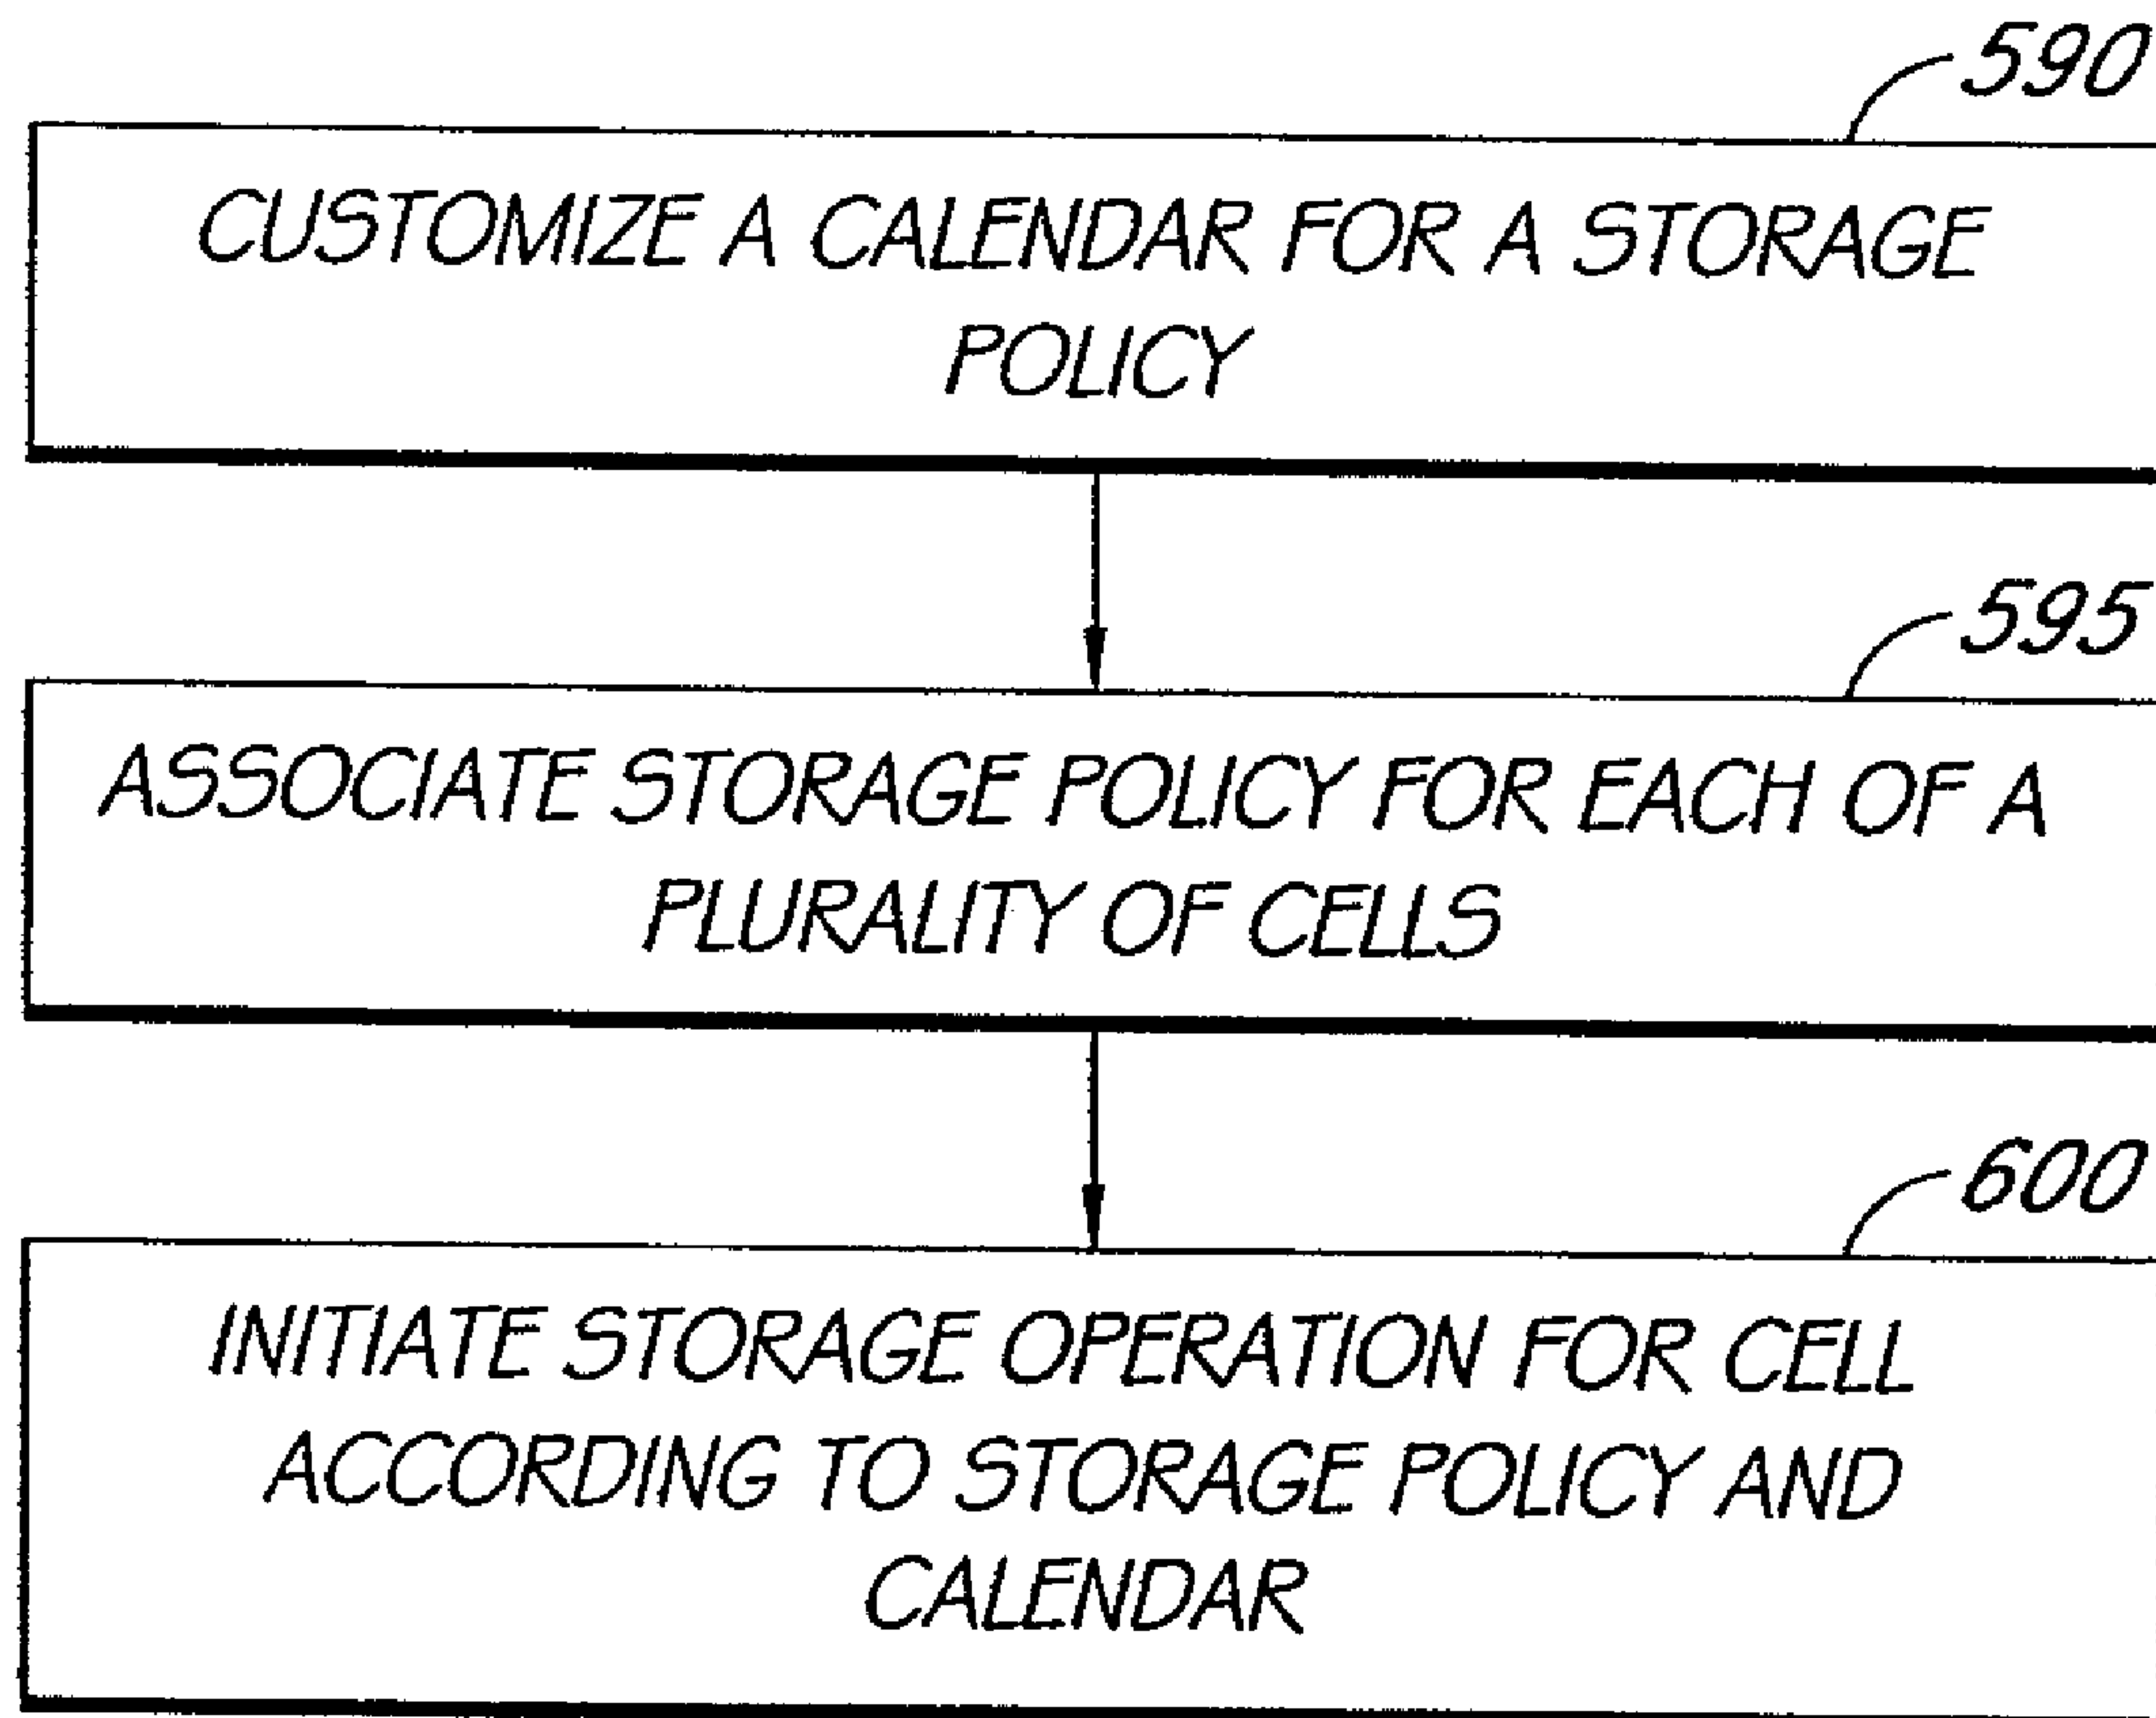 590
CUSTOMIZE A CALENDAR FOR A STORAGE
POLICY
595
ASSOCIATE STORAGE POLICY FOR EACH OF A
PLURALITY OF CELLS
600
INITIATE STORAGE OPERATION FOR CELL
ACCORDING TO STORAGE POLICY AND
CALENDAR